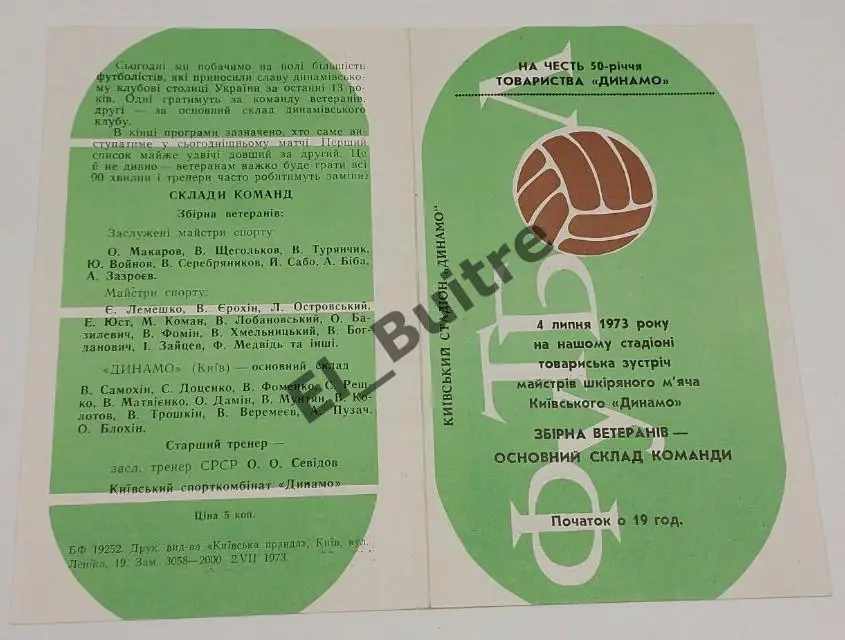 Сьогодні ми побачимо на полі більшість
футболістів, які приносили славу динамівсько-
му клубові столиці України за останні 13 ро-
ків. Одні гратимуть за команду ветеранів,
другі — за основний склад динамівського
клубу.
В кінці програми зазначено, хто саме ви-
ступатиме у сьогоднішньому матчі. Перший
список майже удвічі довший за другий. Це
й не дивно — ветеранам важко буде грати всі
90 хвилин і тренери часто робитимуть заміни
СКЛАДИ КОМАНД
Збірна ветеранів:
Заслужені майстри спорту:
О. Макаров, В. Щегольков, В. Турянчик,
Ю. Войнов, В. Серебряников, Й. Сабо, А. Біба,
А. Зазроєв.
Майстри спорту:
Є. Лемешко, В. Єрохін, Л. Островський,
Е. Юст, М. Коман, В. Лобановський, О. Ба-
зилевич, В. Фомін, В. Хмельницький, В. Бог-
данович, І. Зайцев, Ф. Медвідь та інші.
«ДИНАМО» (Київ) — основний склад
В. Самохін, С. Доценко, В. Фоменко, С. Реш-
ко, В. Матвієнко, О. Дамін, В. Мунтян, В. Ко-
лотов, В. Трошкін, В. Веремеєв, А. Пузач,
О. Блохін.
Старший тренер —
засл. тренер СРСР О. О. Севідов
Київський спорткомбінат «Динамо»
Ціна 5 коп.
БФ 19252. Друк. вид-ва «Київська правда», Київ, вул.
Леніна, 19. Зам. 3058—2000 2.VII 1973.
НА ЧЕСТЬ 50-річчя
ТОВАРИСТВА «ДИНАМО»
КИЇВСЬКИЙ СТАДІОН „ДИНАМО"
ФУТБОЛ
4 липня 1973 року
на нашому стадіоні
товариська зустріч
майстрів шкіряного м'яча
Київського «Динамо»
ЗБІРНА ВЕТЕРАНІВ —
ОСНОВНИЙ СКЛАД КОМАНДИ
Початок о 19 год.
El_Buitre